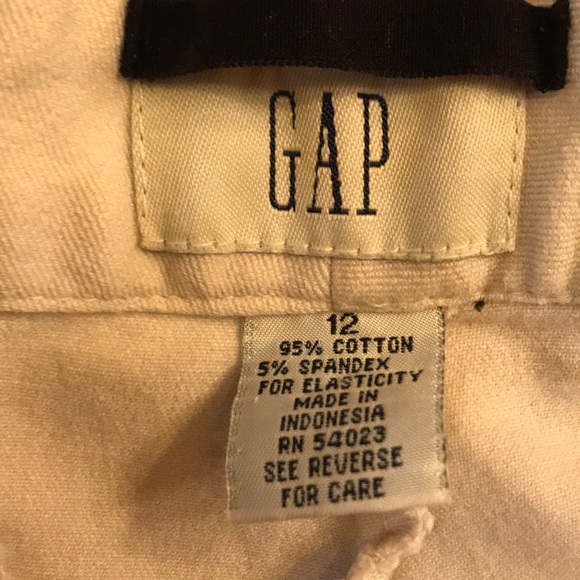 GAP
12
95% COTTON
5% SPANDEX
FOR ELASTICITY
MADE IN
INDONESIA
RN 54023
SEE REVERSE
FOR CARE